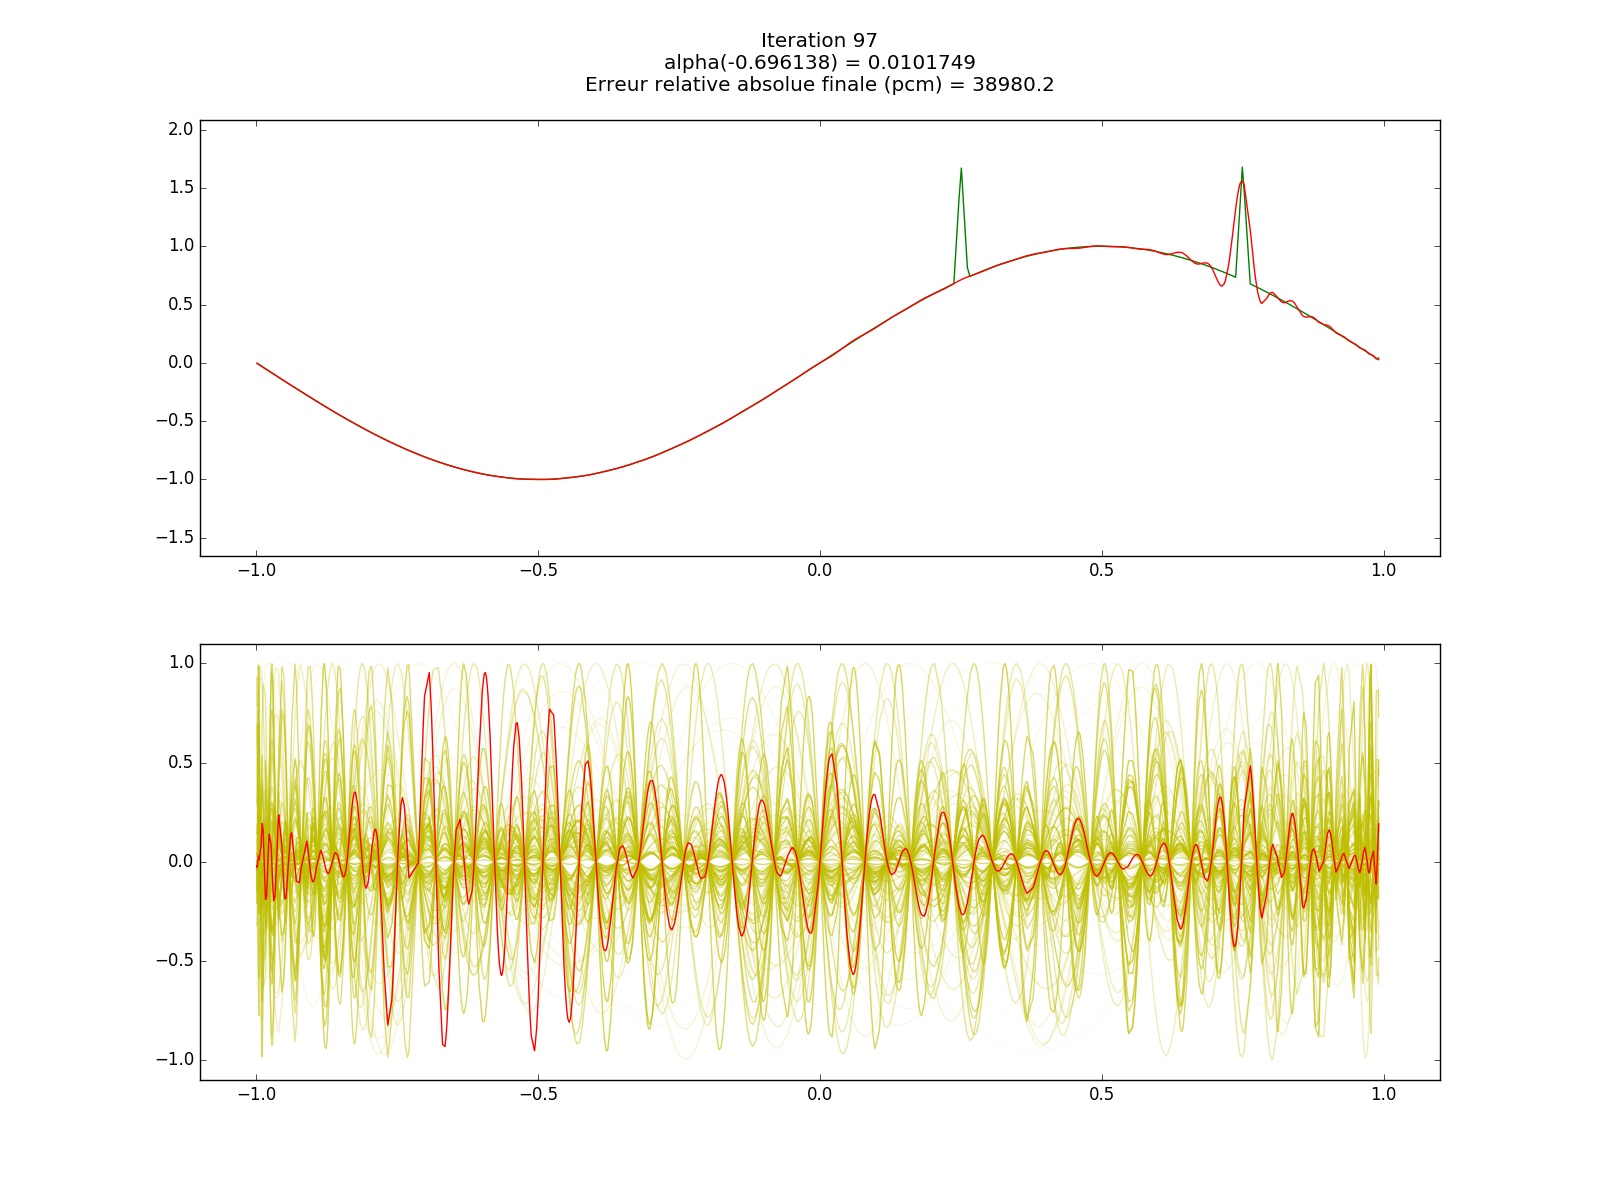 Iteration 97
alpha(-0.696138) = 0.0101749
Erreur relative absolue finale (pcm) = 38980.2
2.0
1.5
1.0
0.5
0.0
−0.5
−1.0
−1.5
−1.0 −0.5 0.0 0.5 1.0
1.0
0.5
0.0
−0.5
−1.0
−1.0 −0.5 0.0 0.5 1.0